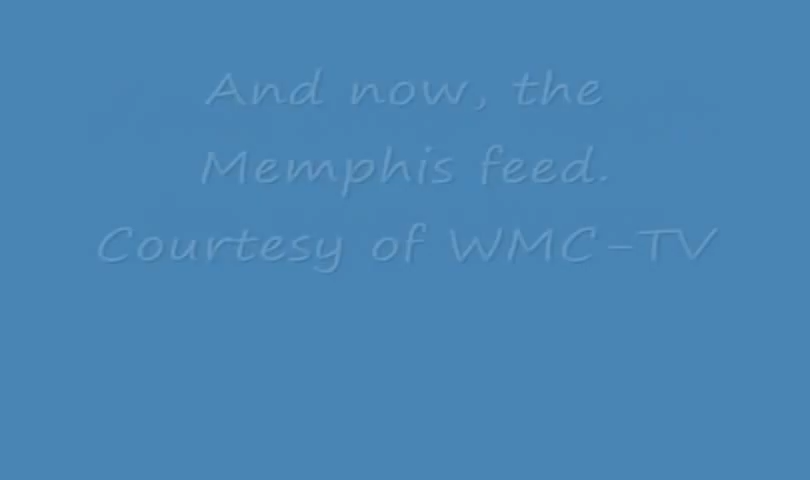 And now, the
Memphis feed.
Courtesy of WMC-TV